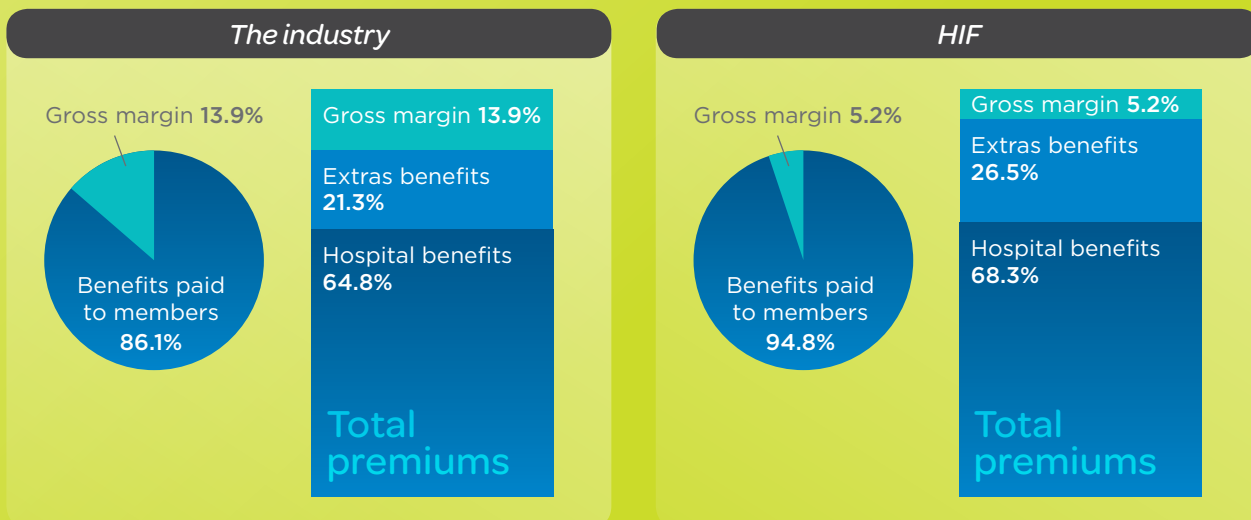 The industry
Gross margin 13.9%
Benefits paid
to members
86.1%
Gross margin 13.9%
Extras benefits
21.3%
Hospital benefits
64.8%
Total
premiums
HIF
Gross margin 5.2%
Benefits paid
to members
94.8%
Gross margin 5.2%
Extras benefits
26.5%
Hospital benefits
68.3%
Total
premiums